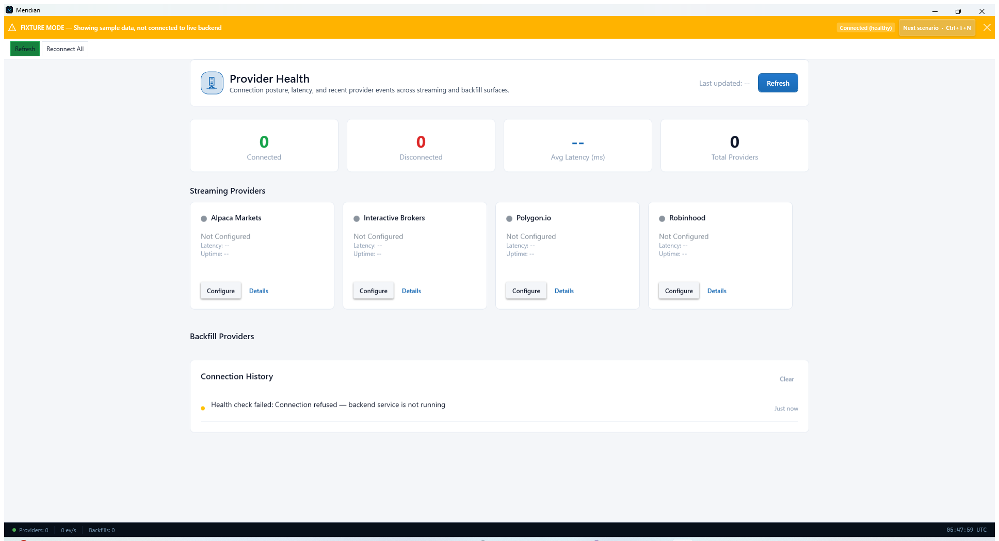 Meridian
FIXTURE MODE — Showing sample data, not connected to live backend
Connected (healthy)
Next scenario · Ctrl+⇧+N
Refresh
Reconnect All
Provider Health
Connection posture, latency, and recent provider events across streaming and backfill surfaces.
Last updated: --
Refresh
0
Connected
0
Disconnected
--
Avg Latency (ms)
0
Total Providers
Streaming Providers
Alpaca Markets
Not Configured
Latency: --
Uptime: --
Configure
Details
Interactive Brokers
Not Configured
Latency: --
Uptime: --
Configure
Details
Polygon.io
Not Configured
Latency: --
Uptime: --
Configure
Details
Robinhood
Not Configured
Latency: --
Uptime: --
Configure
Details
Backfill Providers
Connection History
Clear
Health check failed: Connection refused — backend service is not running
Just now
Providers: 0
0 ev/s
Backfills: 0
05:47:59 UTC